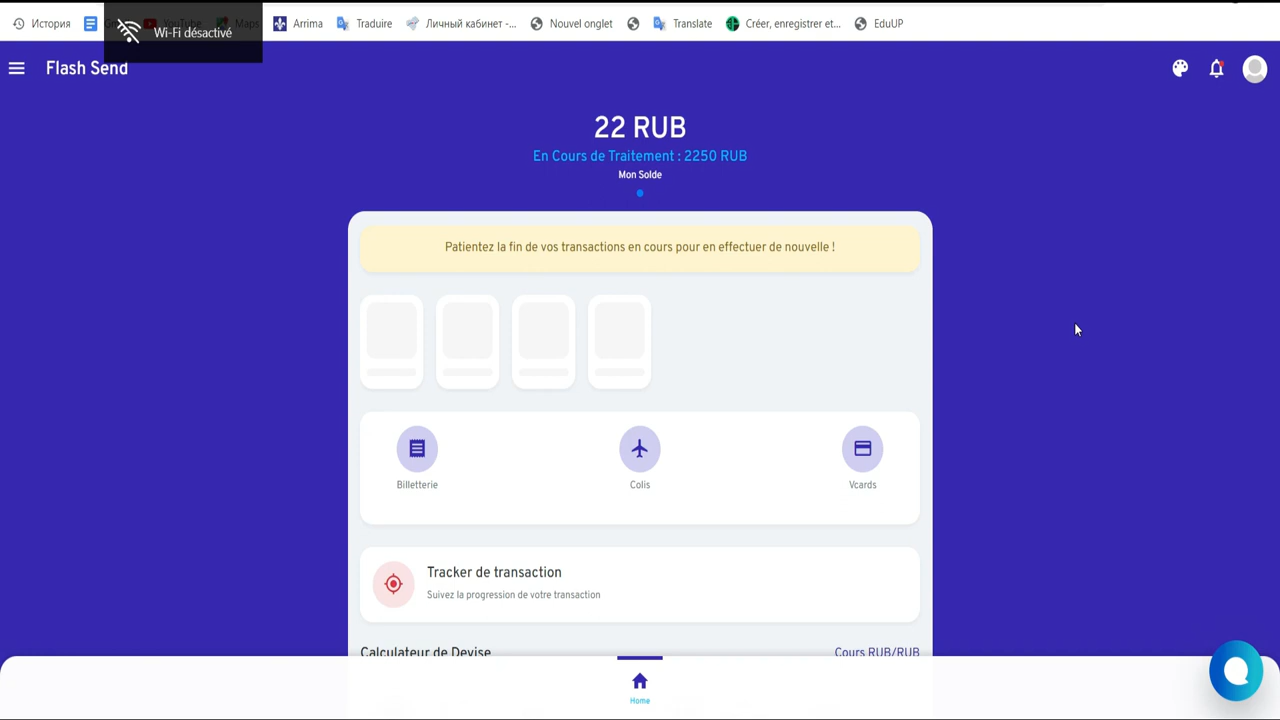 История
YouTube
Maps
Arrima
Traduire
Личный кабинет -...
Nouvel onglet
Translate
Créer, enregistrer et...
EduUP
Wi-Fi désactivé
Flash Send
22 RUB
En Cours de Traitement : 2250 RUB
Mon Solde
Patientez la fin de vos transactions en cours pour en effectuer de nouvelle !
Billetterie
Colis
Vcards
Tracker de transaction
Suivez la progression de votre transaction
Calculateur de Devise
Cours RUB/RUB
Home